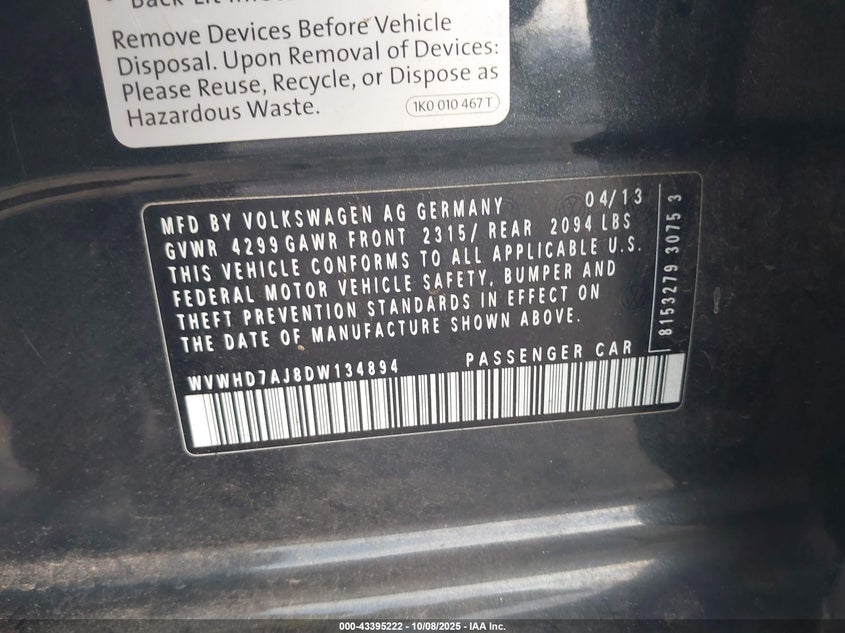 Remove Devices Before Vehicle
Disposal. Upon Removal of Devices:
Please Reuse, Recycle, or Dispose as
Hazardous Waste.
1K0 010 467 T
MFD BY VOLKSWAGEN AG GERMANY 04/13
GVWR 4299 GAWR FRONT 2315/ REAR 2094 LBS
THIS VEHICLE CONFORMS TO ALL APPLICABLE U.S.
FEDERAL MOTOR VEHICLE SAFETY, BUMPER AND
THEFT PREVENTION STANDARDS IN EFFECT ON
THE DATE OF MANUFACTURE SHOWN ABOVE.
8153279 3075 3
WVWHD7AJ8DW134894 PASSENGER CAR
000-43395222 - 10/08/2025 - IAA Inc.